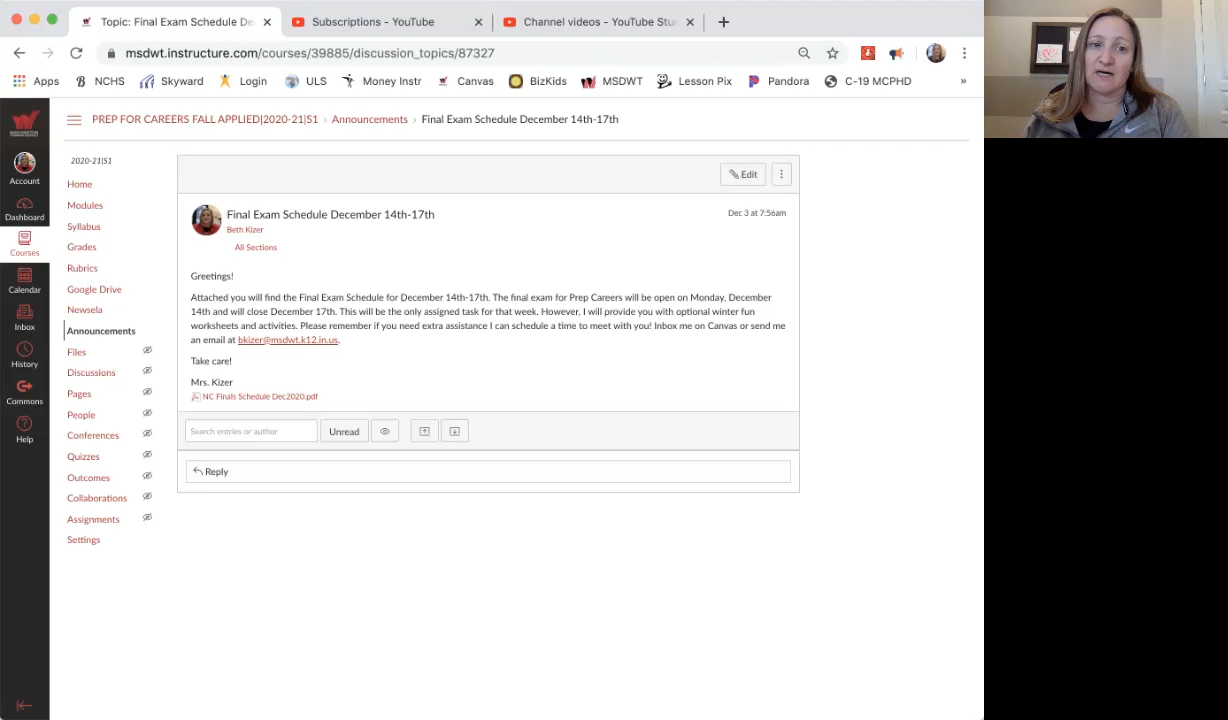 Topic: Final Exam Schedule De
Subscriptions - YouTube
Channel videos - YouTube Stu
msdwt.instructure.com/courses/39885/discussion_topics/87327
Apps NCHS Skyward Login ULS Money Instr Canvas BizKids MSDWT Lesson Pix Pandora C-19 MCPHD »
PREP FOR CAREERS FALL APPLIED|2020-21|S1 › Announcements › Final Exam Schedule December 14th-17th
Account
Dashboard
Courses
Calendar
Inbox
History
Commons
Help
2020-21|S1
Home
Modules
Syllabus
Grades
Rubrics
Google Drive
Newsela
Announcements
Files
Discussions
Pages
People
Conferences
Quizzes
Outcomes
Collaborations
Assignments
Settings
Edit
Final Exam Schedule December 14th-17th
Dec 3 at 7:56am
Beth Kizer
All Sections
Greetings!
Attached you will find the Final Exam Schedule for December 14th-17th. The final exam for Prep Careers will be open on Monday, December
14th and will close December 17th. This will be the only assigned task for that week. However, I will provide you with optional winter fun
worksheets and activities. Please remember if you need extra assistance I can schedule a time to meet with you! Inbox me on Canvas or send me
an email at bkizer@msdwt.k12.in.us.
Take care!
Mrs. Kizer
NC Finals Schedule Dec2020.pdf
Search entries or author
Unread
Reply